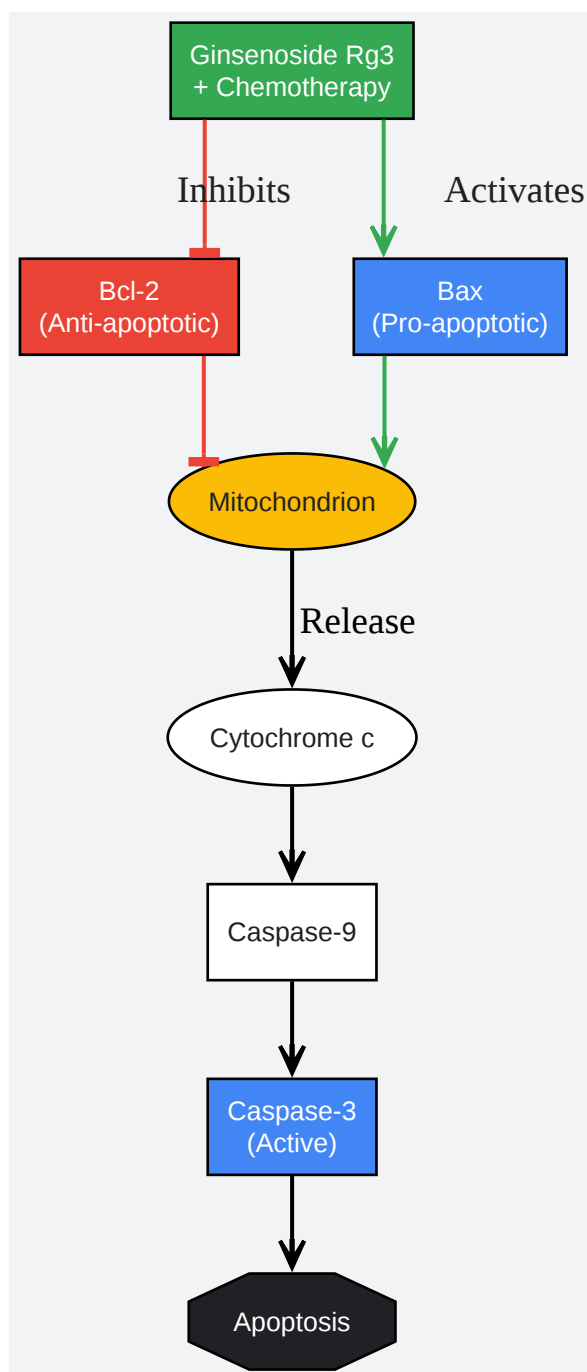 Ginsenoside Rg3
+ Chemotherapy
Inhibits
Activates
Bcl-2
(Anti-apoptotic)
Bax
(Pro-apoptotic)
Mitochondrion
Release
Cytochrome c
Caspase-9
Caspase-3
(Active)
Apoptosis